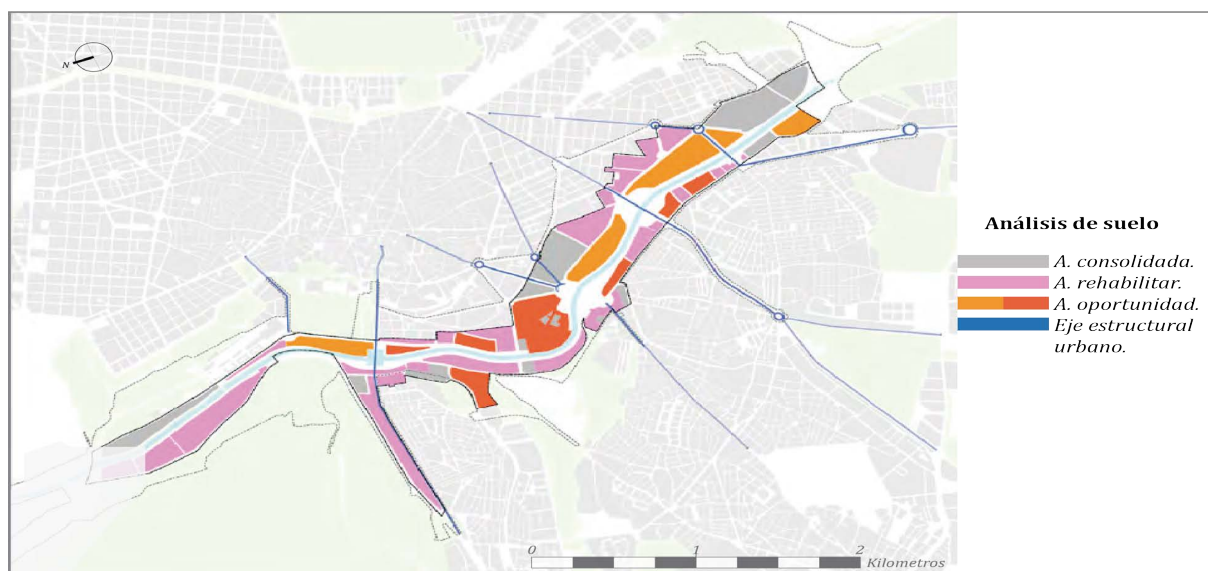 N
Análisis de suelo
A. consolidada.
A. rehabilitar.
A. oportunidad.
Eje estructural
urbano.
0 1 2
Kilometros